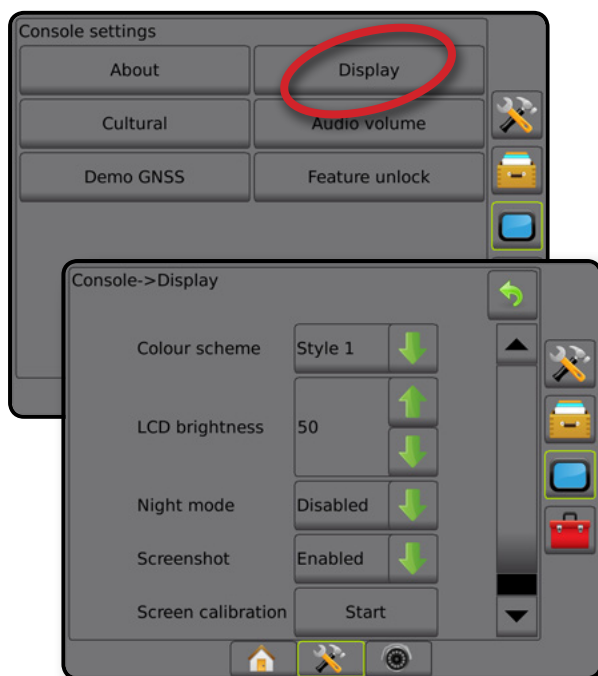 Console settings
About Display
Cultural Audio volume
Demo GNSS Feature unlock
Console->Display
Colour scheme Style 1
LCD brightness 50
Night mode Disabled
Screenshot Enabled
Screen calibration Start